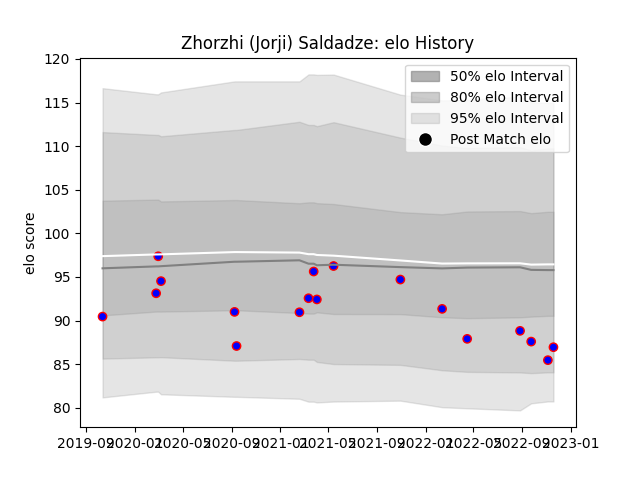 Zhorzhi (Jorji) Saldadze: elo History
50% elo Interval
80% elo Interval
95% elo Interval
Post Match elo
elo score
120
115
110
105
100
95
90
85
80
2019-09 2020-01 2020-05 2020-09 2021-01 2021-05 2021-09 2022-01 2022-05 2022-09 2023-01